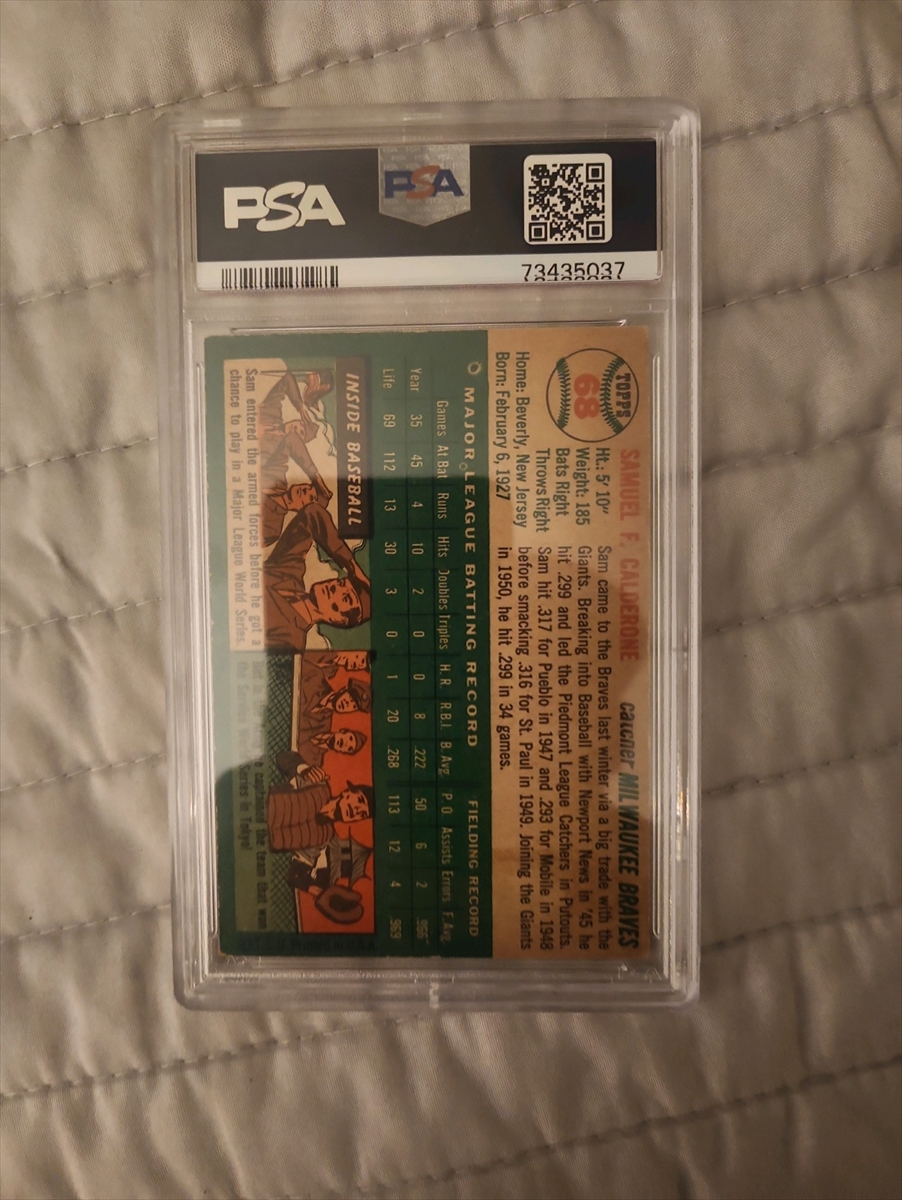 PSA
PSA
73435037
TOPPS
68
SAMUEL F. CALDERONE
catcher MILWAUKEE BRAVES
Ht.: 5' 10"
Weight: 185
Bats Right
Throws Right
Home: Beverly, New Jersey
Born: February 6, 1927
Sam came to the Braves last winter via a big trade with the
Giants. Breaking into Baseball with Newport News in '45 he
hit .299 and led the Piedmont League Catchers in Putouts.
Sam hit .317 for Pueblo in 1947 and .293 for Mobile in 1948
before smacking .316 for St. Paul in 1949. Joining the Giants
in 1950, he hit .299 in 34 games.
MAJOR LEAGUE BATTING RECORD FIELDING RECORD
Games At Bat Runs Hits Doubles Triples H. R. R.B.I. B. Avg. P. O. Assists Errors F. Avg.
Year 35 45 4 10 2 0 0 8 .222 50 6 2 .966
Life 69 112 13 30 3 0 1 20 .268 113 12 4 .969
INSIDE BASEBALL
Sam entered the armed forces before he got a
chance to play in a Major League World Series.
captained the team that won
Series in Tokyo!